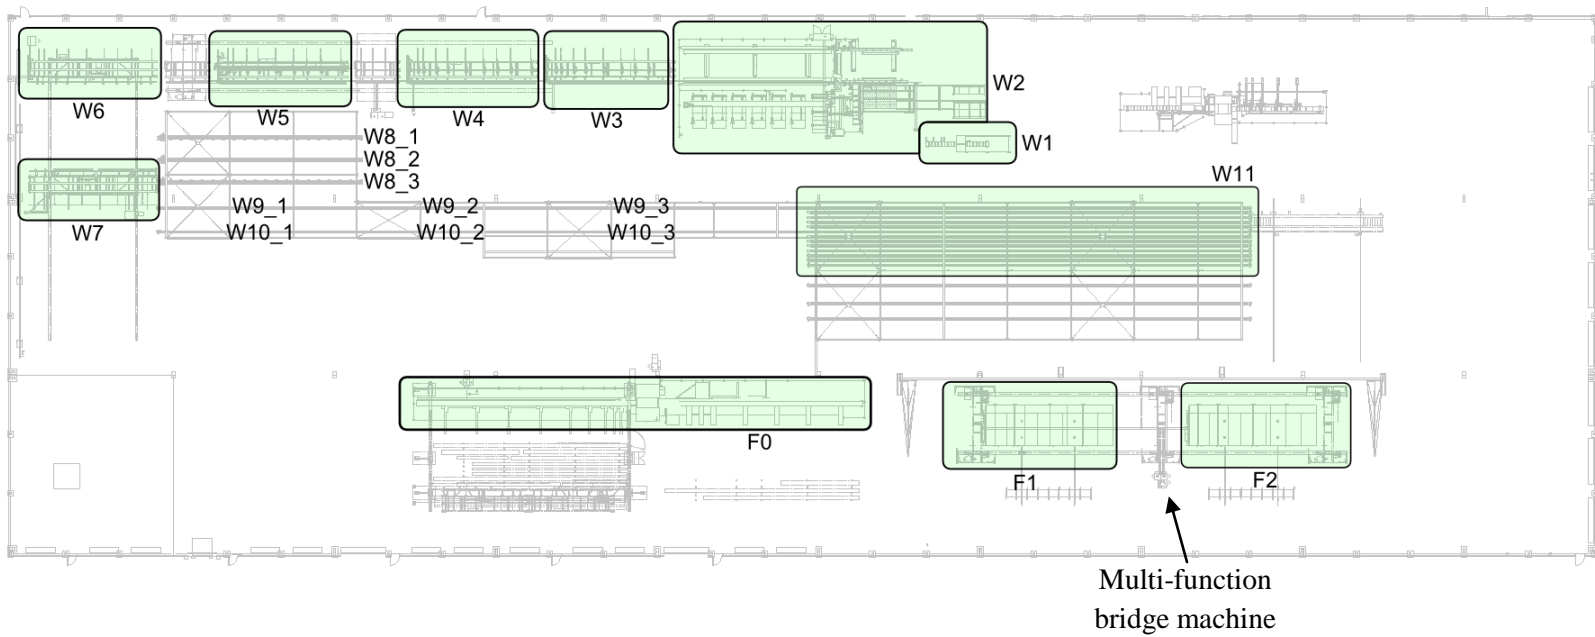 W6
W5
W4
W3
W2
W1
W8_1
W8_2
W8_3
W7
W9_1
W9_2
W9_3
W10_1
W10_2
W10_3
W11
F0
F1
F2
Multi-function
bridge machine